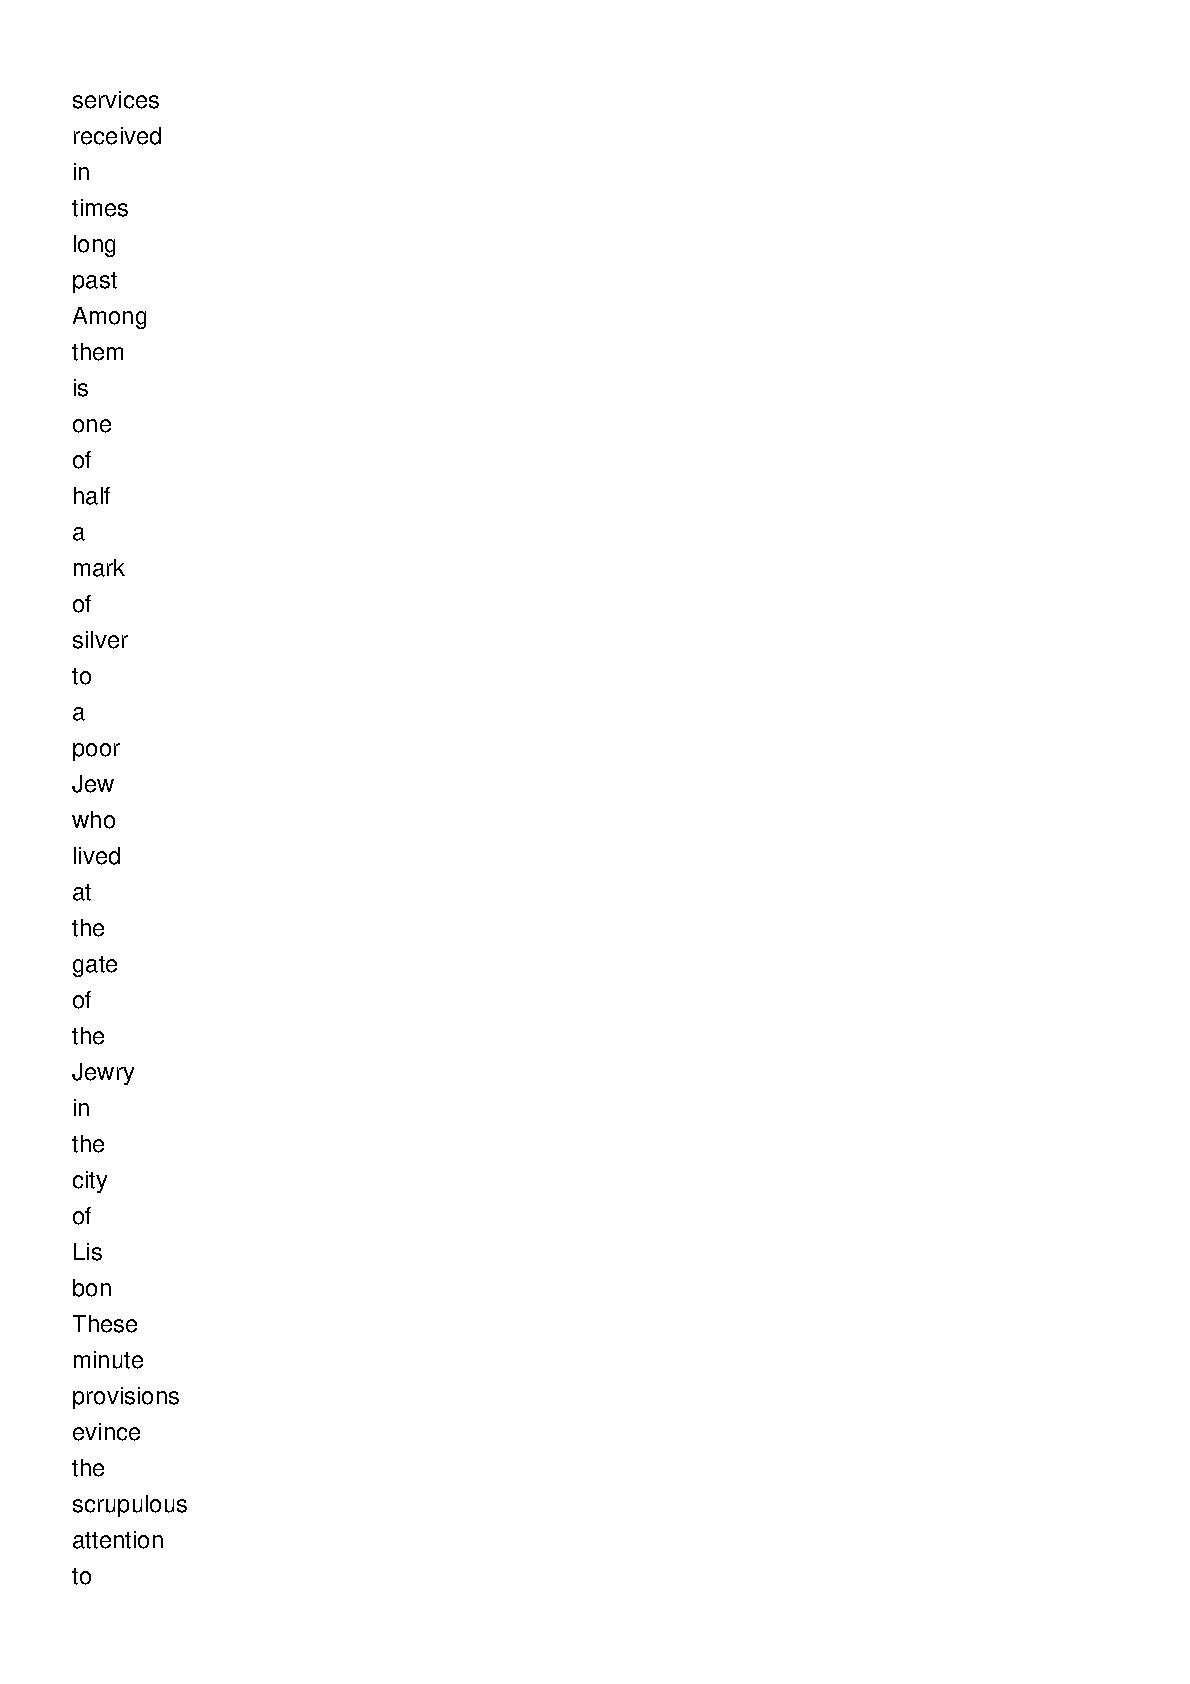 services
received
in
times
long
past
Among
them
is
one
of
half
a
mark
of
silver
to
a
poor
Jew
who
lived
at
the
gate
of
the
Jewry
in
the
city
of
Lis
bon
These
minute
provisions
evince
the
scrupulous
attention
to